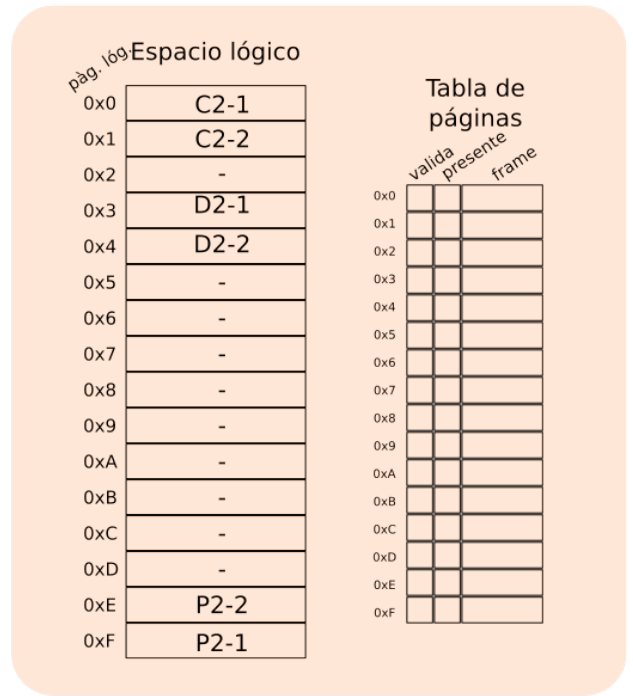 pàg. lóg.
Espacio lógico
0x0 C2-1
0x1 C2-2
0x2 -
0x3 D2-1
0x4 D2-2
0x5 -
0x6 -
0x7 -
0x8 -
0x9 -
0xA -
0xB -
0xC -
0xD -
0xE P2-2
0xF P2-1
Tabla de
páginas
valida presente frame
0x0
0x1
0x2
0x3
0x4
0x5
0x6
0x7
0x8
0x9
0xA
0xB
0xC
0xD
0xE
0xF